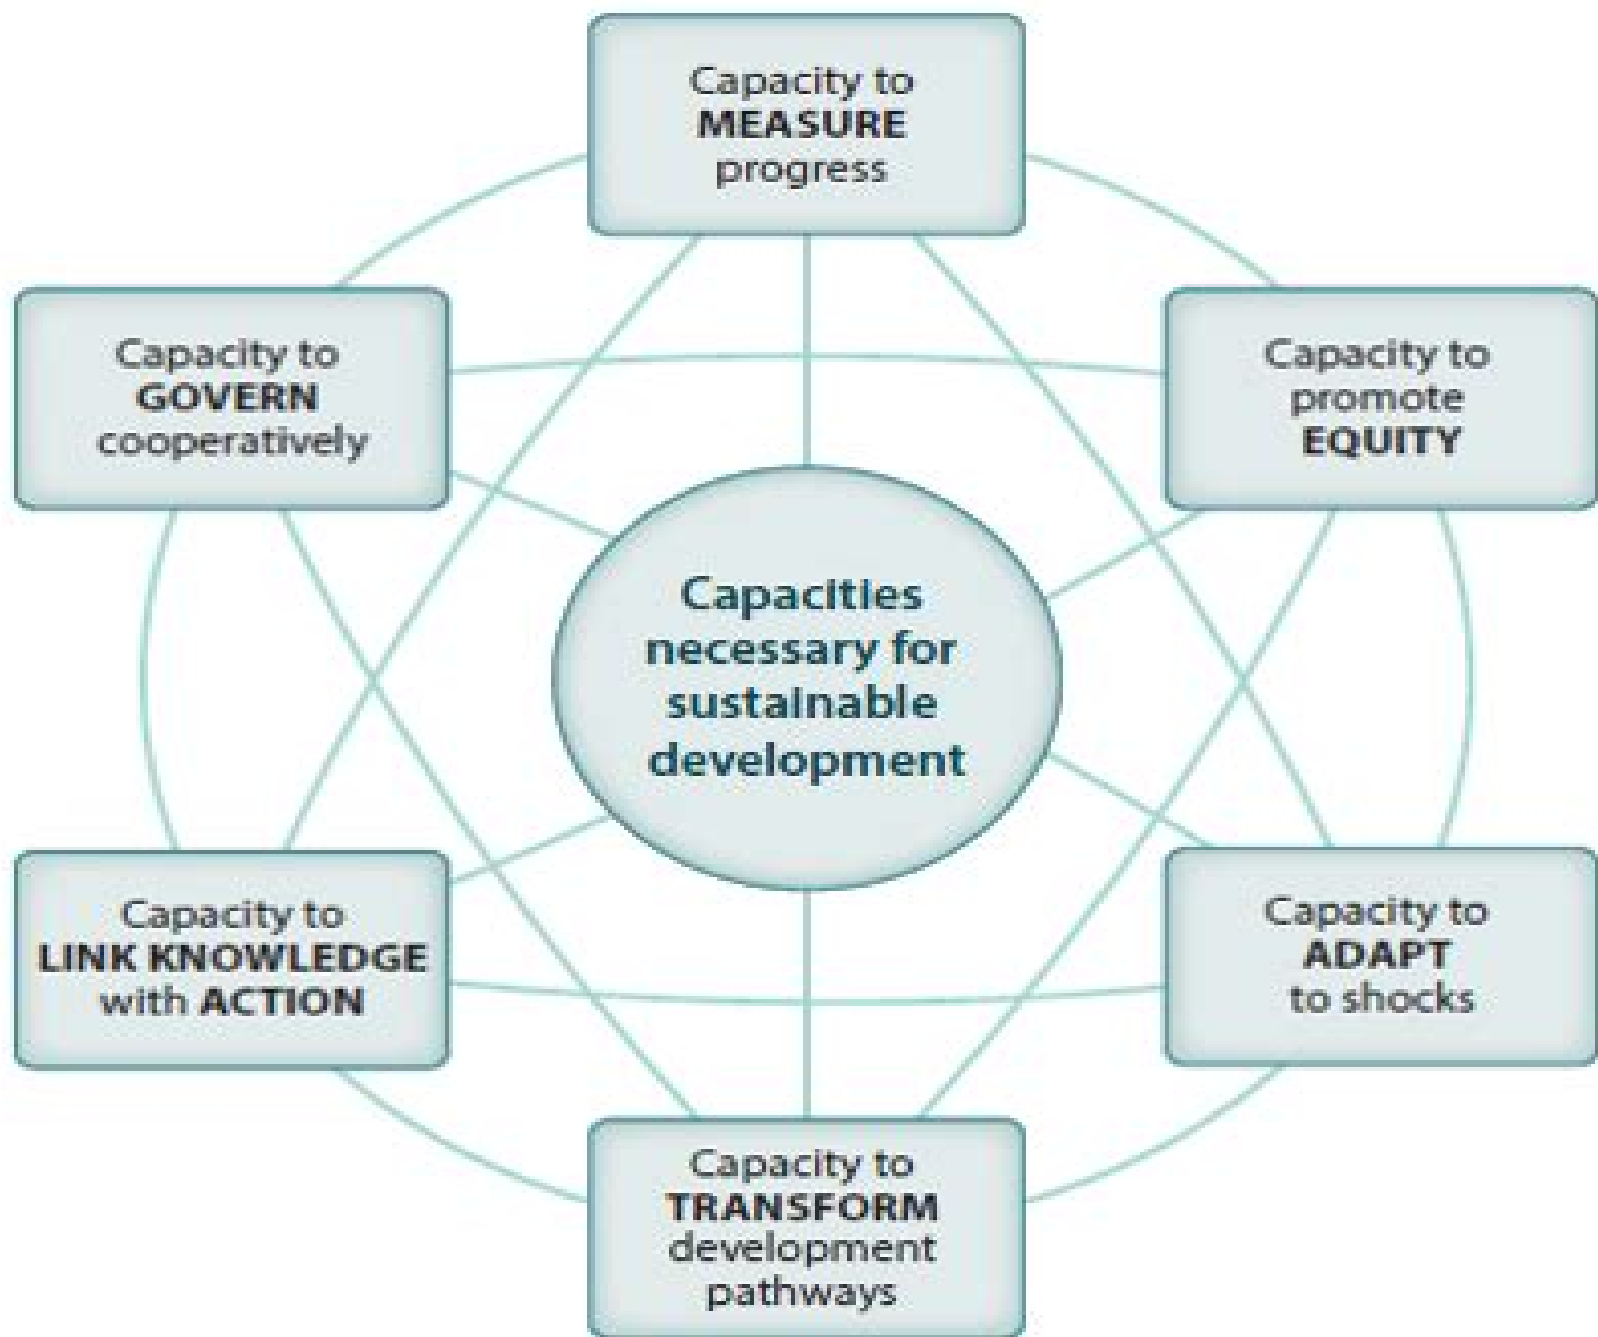 Capacity to
MEASURE
progress
Capacity to
GOVERN
cooperatively
Capacity to
promote
EQUITY
Capacities
necessary for
sustainable
development
Capacity to
LINK KNOWLEDGE
with ACTION
Capacity to
ADAPT
to shocks
Capacity to
TRANSFORM
development
pathways